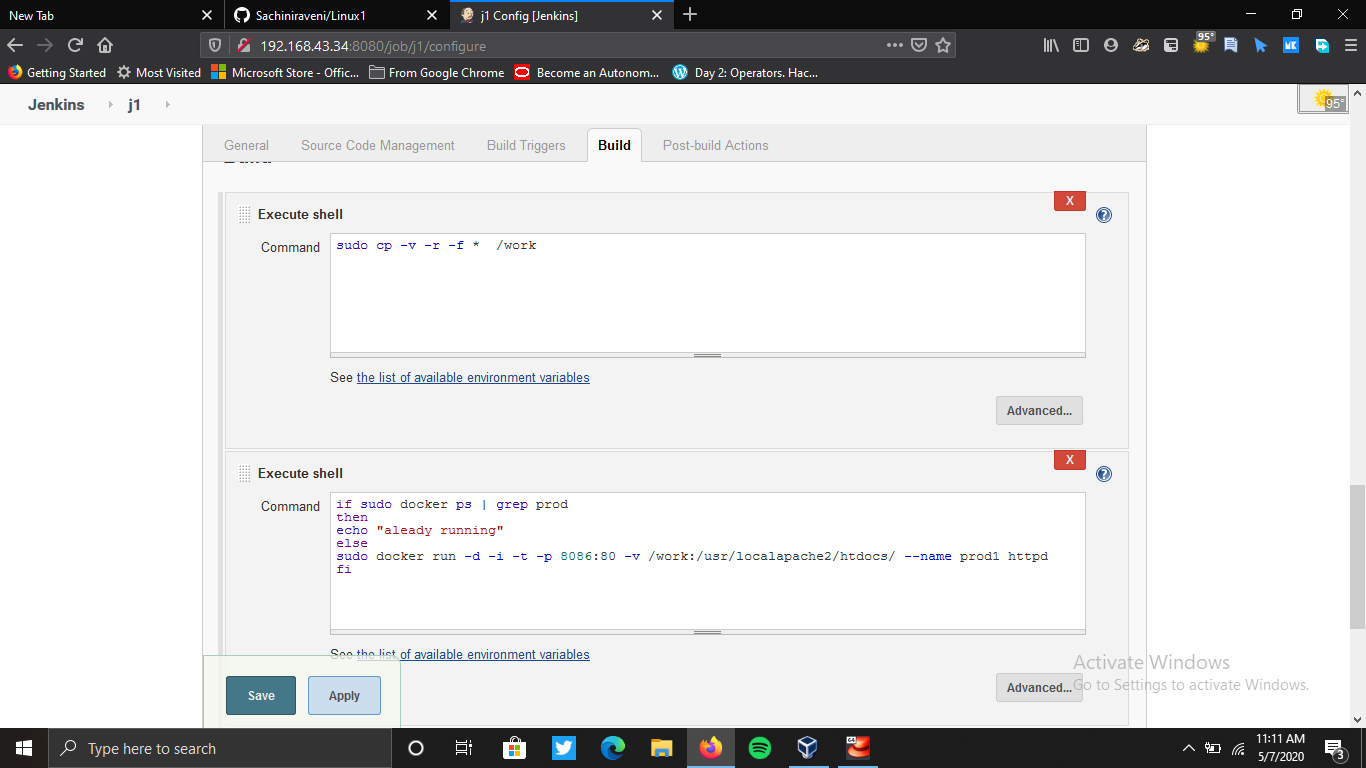 New Tab
Sachiniraveni/Linux1
j1 Config [Jenkins]
192.168.43.34:8080/job/j1/configure
95°
Getting Started
Most Visited
Microsoft Store - Offic...
From Google Chrome
Become an Autonom...
Day 2: Operators. Hac...
Jenkins
j1
95°
General
Source Code Management
Build Triggers
Build
Post-build Actions
Build
X
Execute shell
?
Command
sudo cp -v -r -f *  /work
See the list of available environment variables
Advanced...
X
Execute shell
?
Command
if sudo docker ps | grep prod
then
echo "aleady running"
else
sudo docker run -d -i -t -p 8086:80 -v /work:/usr/localapache2/htdocs/ --name prod1 httpd
fi
See the list of available environment variables
Advanced...
Save
Apply
Activate Windows
Go to Settings to activate Windows.
Type here to search
11:11 AM
5/7/2020
3